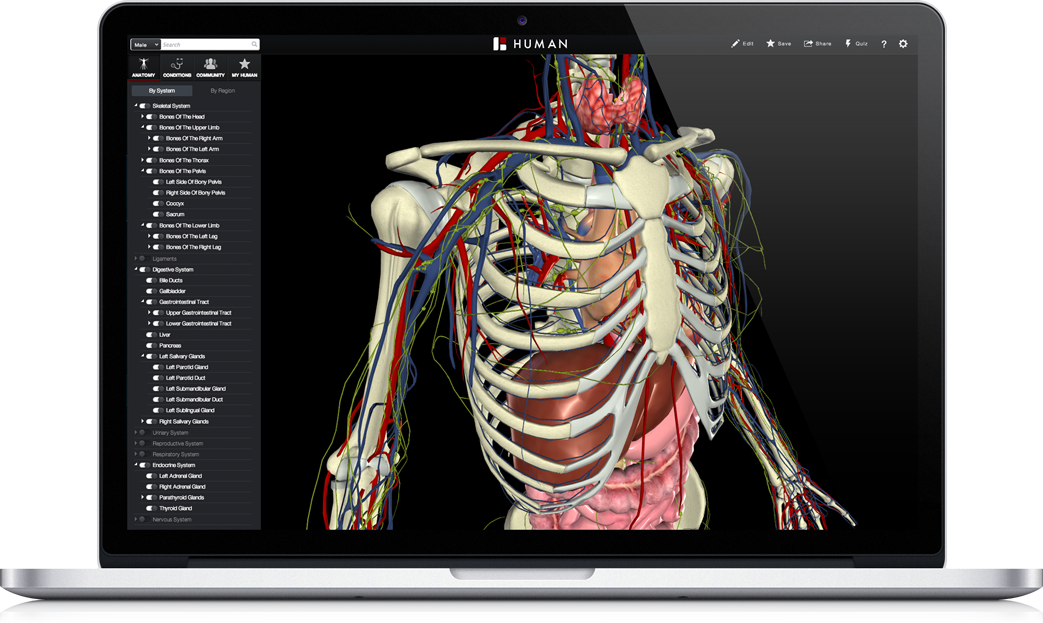 Male Search
HUMAN
Edit Save Share Quiz ?
ANATOMY CONDITIONS COMMUNITY MY HUMAN
By System By Region
Skeletal System
Bones Of The Head
Bones Of The Upper Limb
Bones Of The Right Arm
Bones Of The Left Arm
Bones Of The Thorax
Bones Of The Pelvis
Left Side Of Bony Pelvis
Right Side Of Bony Pelvis
Coccyx
Sacrum
Bones Of The Lower Limb
Bones Of The Left Leg
Bones Of The Right Leg
Ligaments
Digestive System
Bile Ducts
Gallbladder
Gastrointestinal Tract
Upper Gastrointestinal Tract
Lower Gastrointestinal Tract
Liver
Pancreas
Left Salivary Glands
Left Parotid Gland
Left Parotid Duct
Left Submandibular Gland
Left Submandibular Duct
Left Sublingual Gland
Right Salivary Glands
Urinary System
Reproductive System
Respiratory System
Endocrine System
Left Adrenal Gland
Right Adrenal Gland
Parathyroid Glands
Thyroid Gland
Nervous System